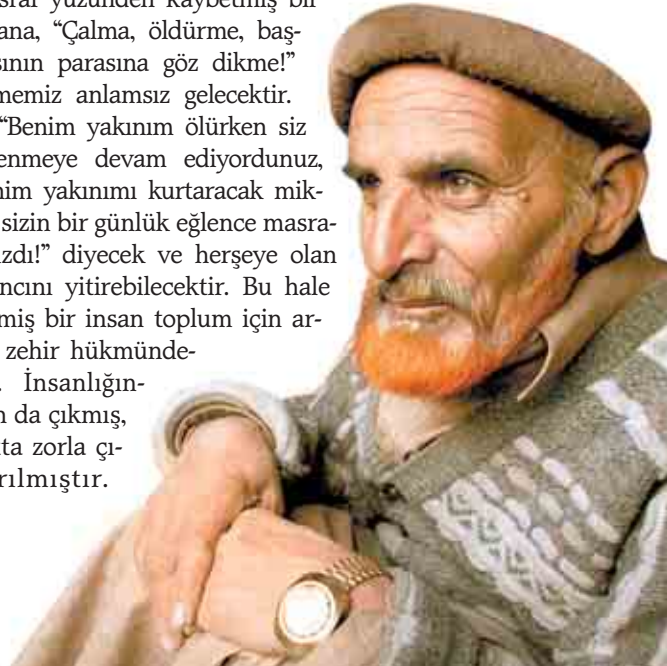 israf yüzünden kaybetmiş bir
ana, “Çalma, öldürme, baş-
sının parasına göz dikme!”
memiz anlamsız gelecektir.
“Benim yakınım ölürken siz
enmeye devam ediyordunuz,
nim yakınımı kurtaracak mik-
sizin bir günlük eğlence masra-
ızdı!” diyecek ve herşeye olan
ncını yitirebilecektir. Bu hale
miş bir insan toplum için ar-
zehir hükmünde-
. İnsanlığın-
n da çıkmış,
kta zorla çı-
rılmıştır.